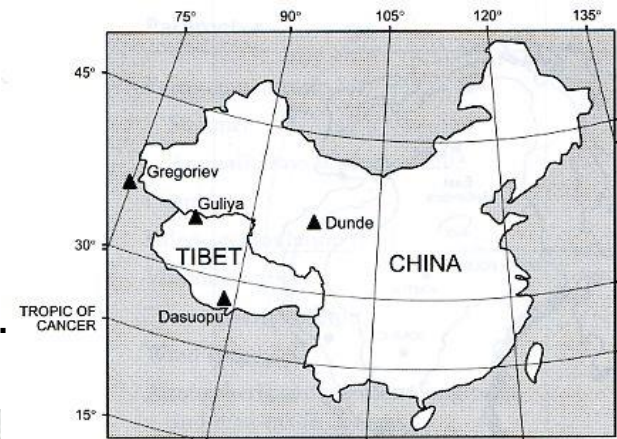 75° 90° 105° 120° 135°
45°
Gregoriev
Guliya
Dunde
30°
TIBET
CHINA
TROPIC OF
CANCER
Dasuopu
15°